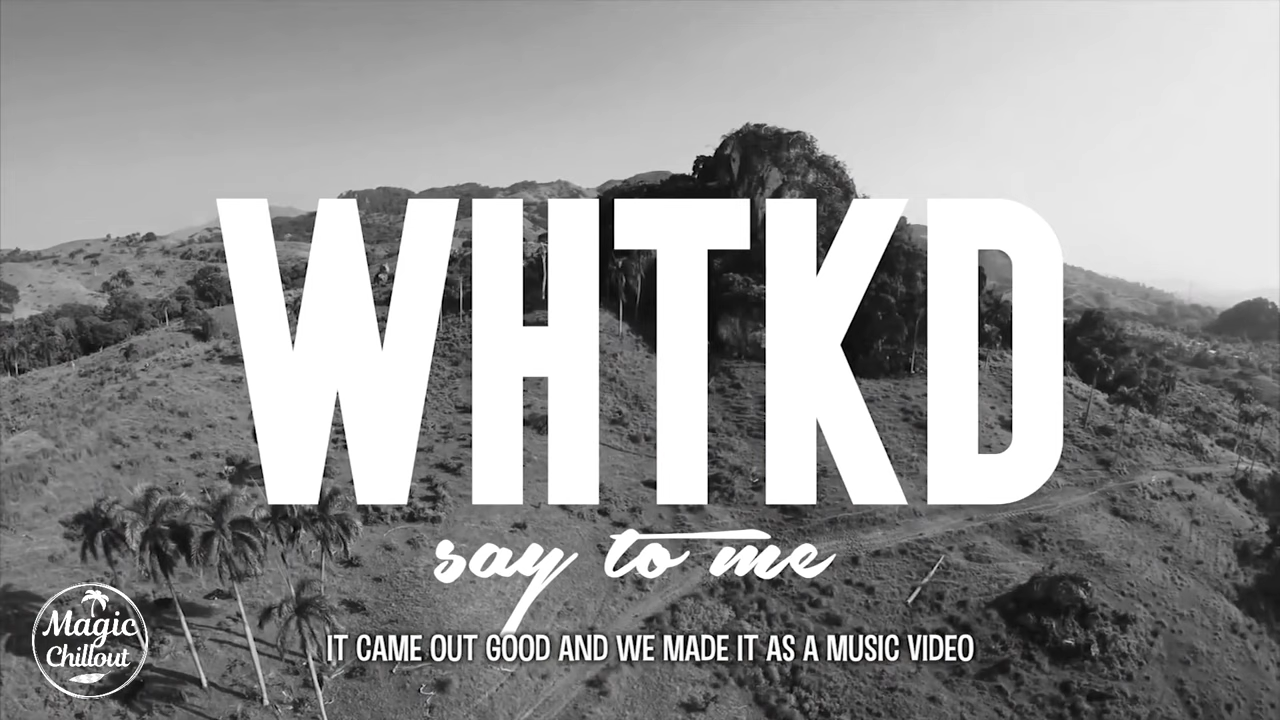 WHTKD
say to me
IT CAME OUT GOOD AND WE MADE IT AS A MUSIC VIDEO
Magic
Chillout